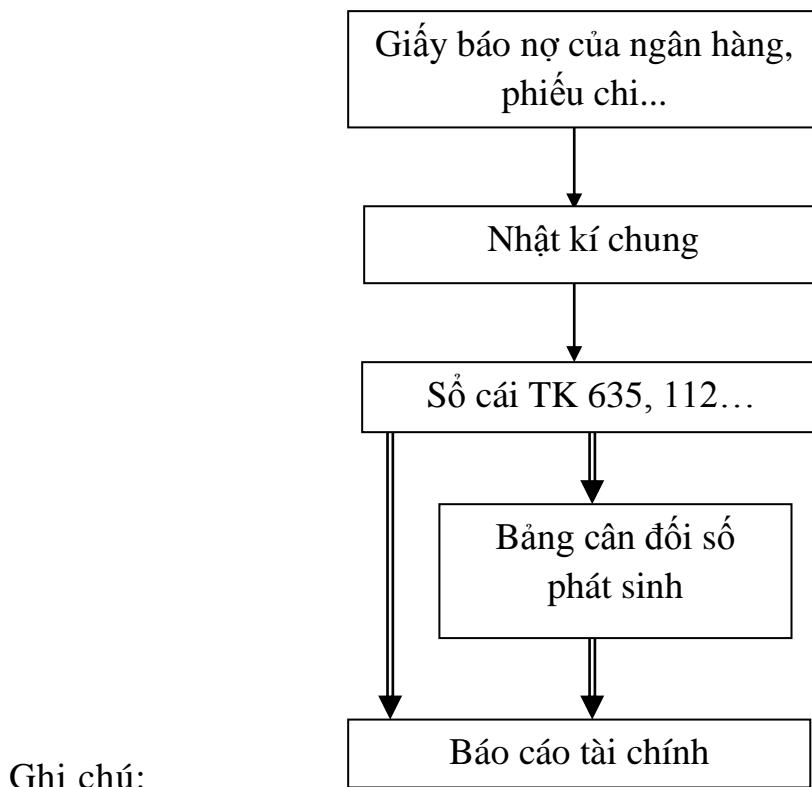 Giấy báo nợ của ngân hàng,
phiếu chi...
Nhật kí chung
Sổ cái TK 635, 112…
Bảng cân đối số
phát sinh
Báo cáo tài chính
Ghi chú: